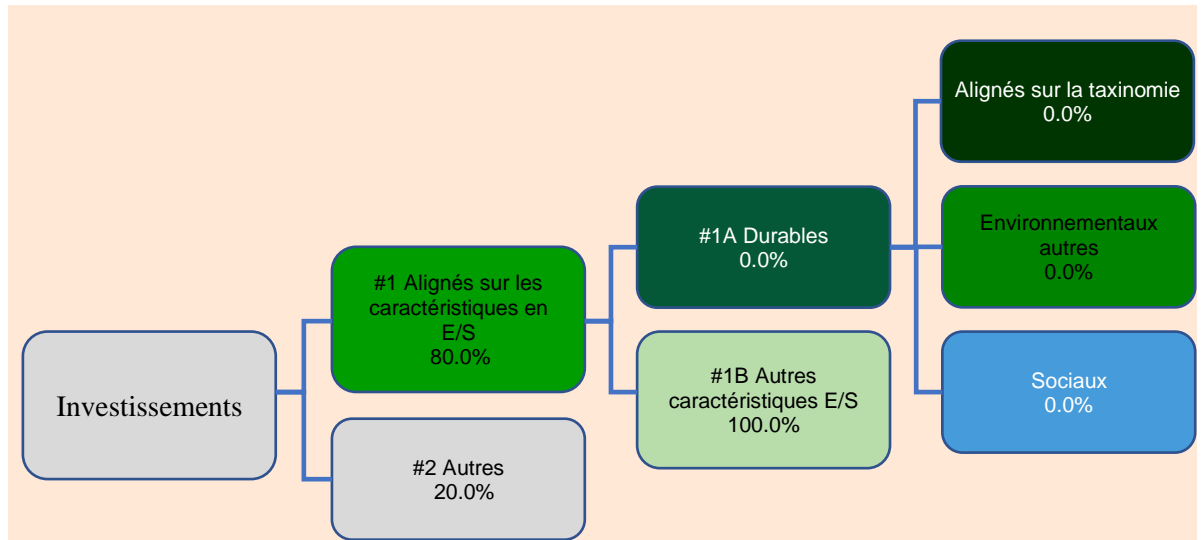 Investissements
#1 Alignés sur les
caractéristiques en
E/S
80.0%
#2 Autres
20.0%
#1A Durables
0.0%
#1B Autres
caractéristiques E/S
100.0%
Alignés sur la taxinomie
0.0%
Environnementaux
autres
0.0%
Sociaux
0.0%